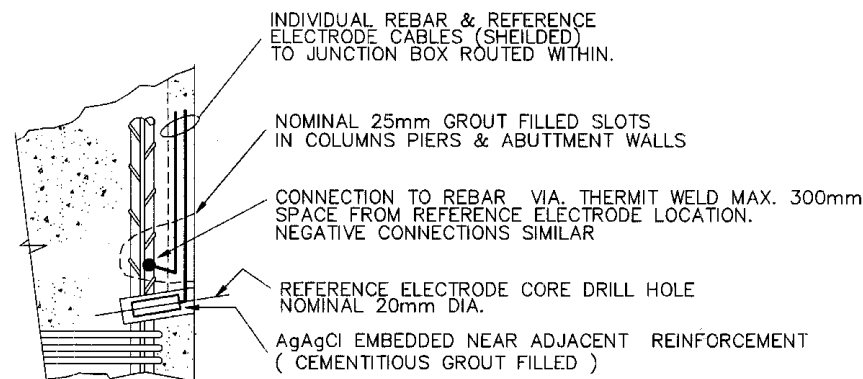 INDIVIDUAL REBAR & REFERENCE
ELECTRODE CABLES (SHEILDED)
TO JUNCTION BOX ROUTED WITHIN.
NOMINAL 25mm GROUT FILLED SLOTS
IN COLUMNS PIERS & ABUTTMENT WALLS
CONNECTION TO REBAR VIA. THERMIT WELD MAX. 300mm
SPACE FROM REFERENCE ELECTRODE LOCATION.
NEGATIVE CONNECTIONS SIMILAR
REFERENCE ELECTRODE CORE DRILL HOLE
NOMINAL 20mm DIA.
AgAgCl EMBEDDED NEAR ADJACENT REINFORCEMENT
( CEMENTITIOUS GROUT FILLED )